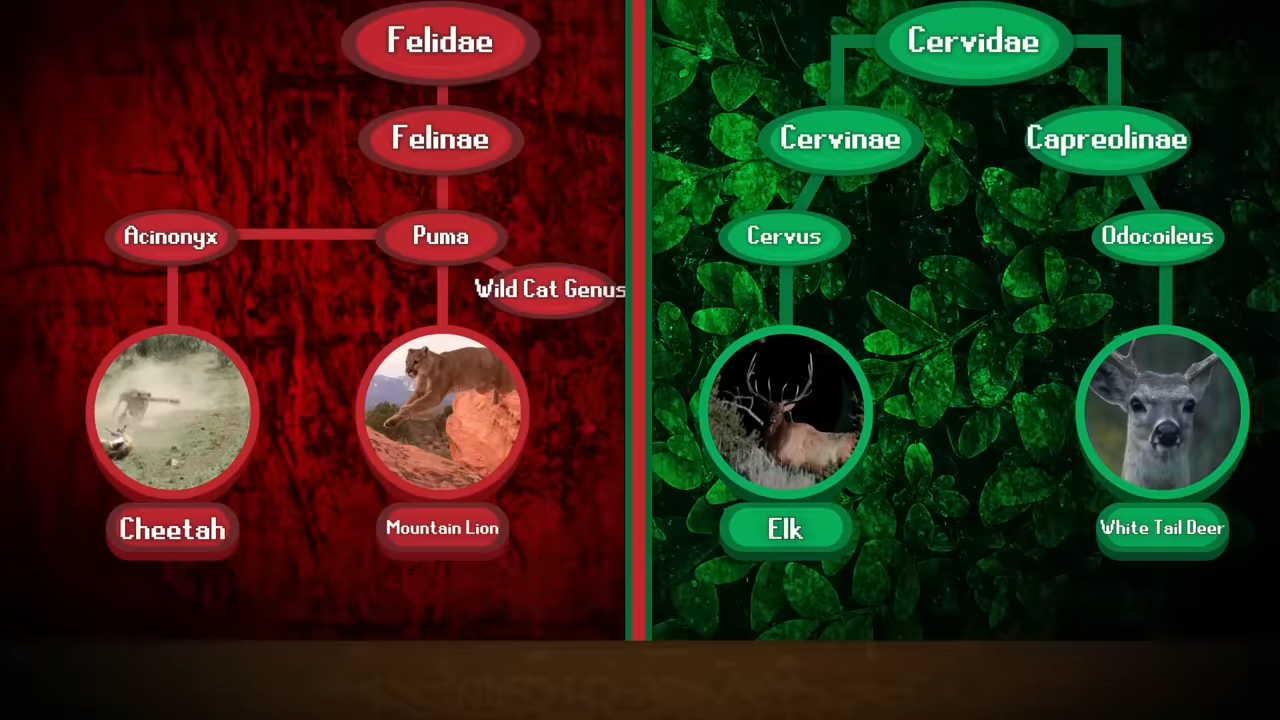 Felidae
Felinae
Acinonyx
Puma
Wild Cat Genus
Cheetah
Mountain Lion
Cervidae
Cervinae
Capreolinae
Cervus
Odocoileus
Elk
White Tail Deer